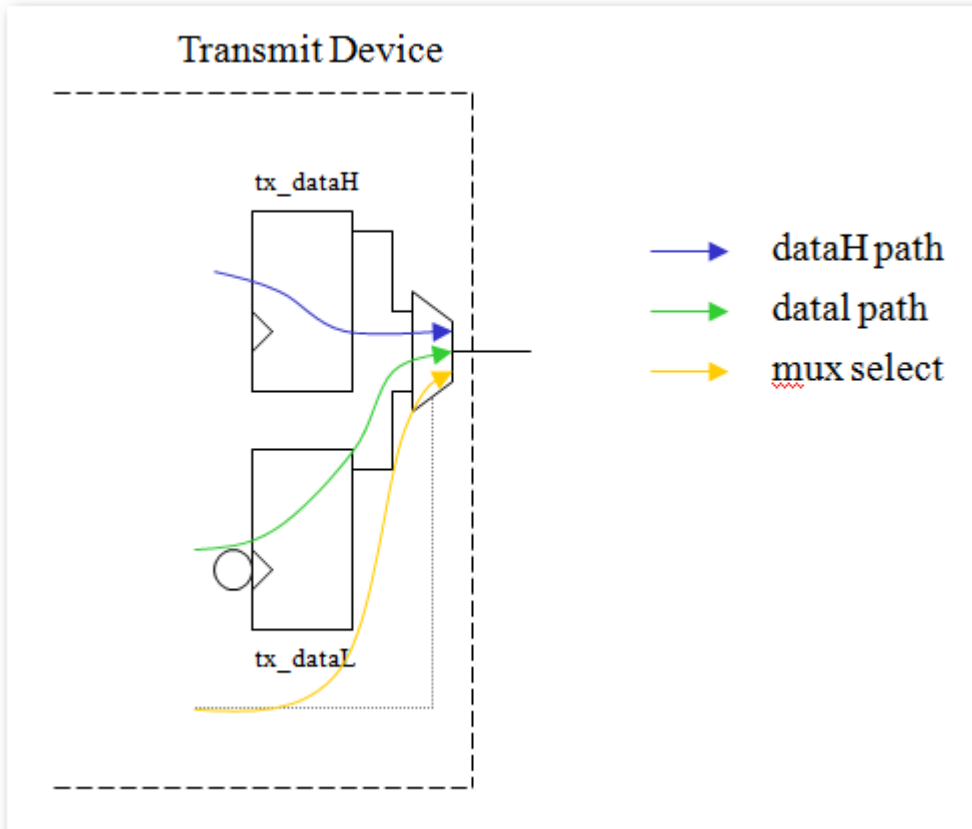 Transmit Device
tx_dataH
dataH path
datal path
mux select
tx_dataL